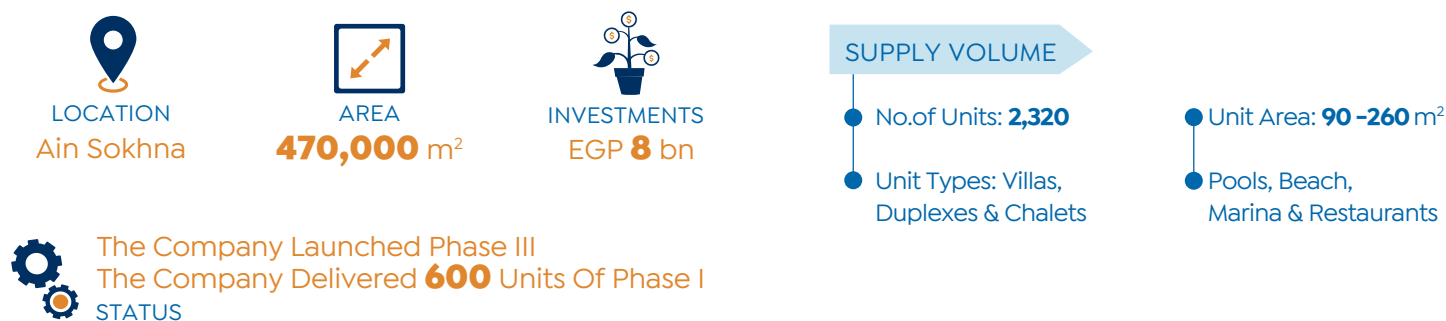 LOCATION
Ain Sokhna
AREA
470,000 m²
INVESTMENTS
EGP 8 bn
The Company Launched Phase III
The Company Delivered 600 Units Of Phase I
STATUS
SUPPLY VOLUME
No.of Units: 2,320
Unit Types: Villas,
Duplexes & Chalets
Unit Area: 90 -260 m²
Pools, Beach,
Marina & Restaurants